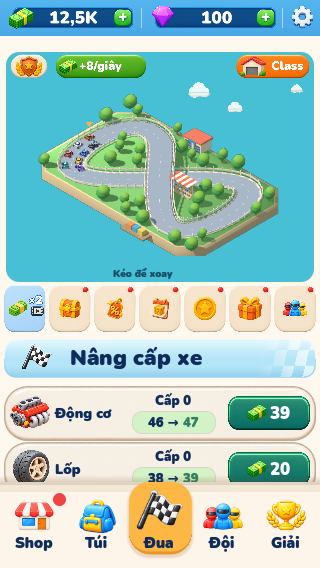 12,5K
100
+8/giây
Class
Kéo để xoay
x2
Nâng cấp xe
Động cơ
Cấp 0
46 → 47
39
Lốp
Cấp 0
38 → 39
20
Shop
Túi
Đua
Đội
Giải